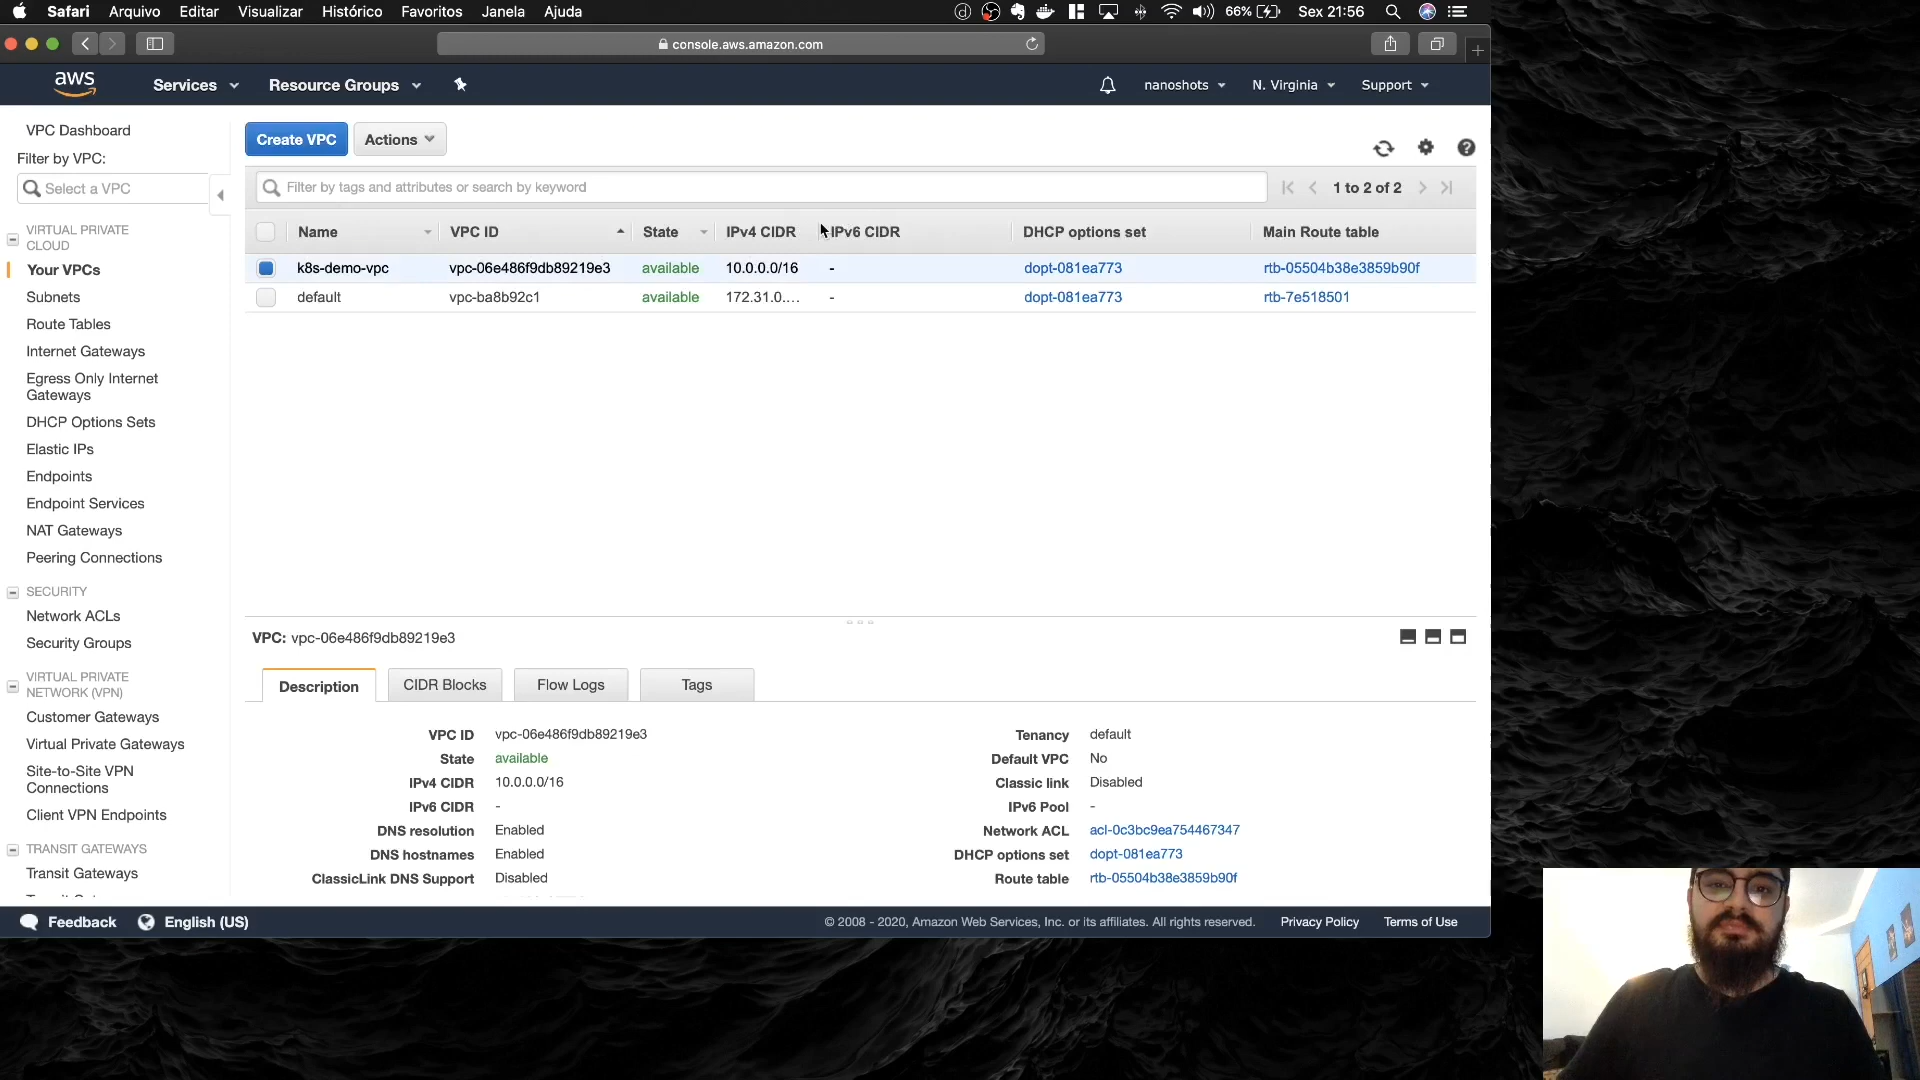 Safari Arquivo Editar Visualizar Histórico Favoritos Janela Ajuda 66% Sex 21:56
console.aws.amazon.com
aws Services Resource Groups nanoshots N. Virginia Support
VPC Dashboard
Filter by VPC:
Select a VPC
VIRTUAL PRIVATE
CLOUD
Your VPCs
Subnets
Route Tables
Internet Gateways
Egress Only Internet
Gateways
DHCP Options Sets
Elastic IPs
Endpoints
Endpoint Services
NAT Gateways
Peering Connections
SECURITY
Network ACLs
Security Groups
VIRTUAL PRIVATE
NETWORK (VPN)
Customer Gateways
Virtual Private Gateways
Site-to-Site VPN
Connections
Client VPN Endpoints
TRANSIT GATEWAYS
Transit Gateways
Create VPC Actions
Filter by tags and attributes or search by keyword 1 to 2 of 2
Name VPC ID State IPv4 CIDR IPv6 CIDR DHCP options set Main Route table
k8s-demo-vpc vpc-06e486f9db89219e3 available 10.0.0.0/16 - dopt-081ea773 rtb-05504b38e3859b90f
default vpc-ba8b92c1 available 172.31.0.... - dopt-081ea773 rtb-7e518501
VPC: vpc-06e486f9db89219e3
Description CIDR Blocks Flow Logs Tags
VPC ID vpc-06e486f9db89219e3 Tenancy default
State available Default VPC No
IPv4 CIDR 10.0.0.0/16 Classic link Disabled
IPv6 CIDR - IPv6 Pool -
DNS resolution Enabled Network ACL acl-0c3bc9ea754467347
DNS hostnames Enabled DHCP options set dopt-081ea773
ClassicLink DNS Support Disabled Route table rtb-05504b38e3859b90f
Feedback English (US) © 2008 - 2020, Amazon Web Services, Inc. or its affiliates. All rights reserved. Privacy Policy Terms of Use